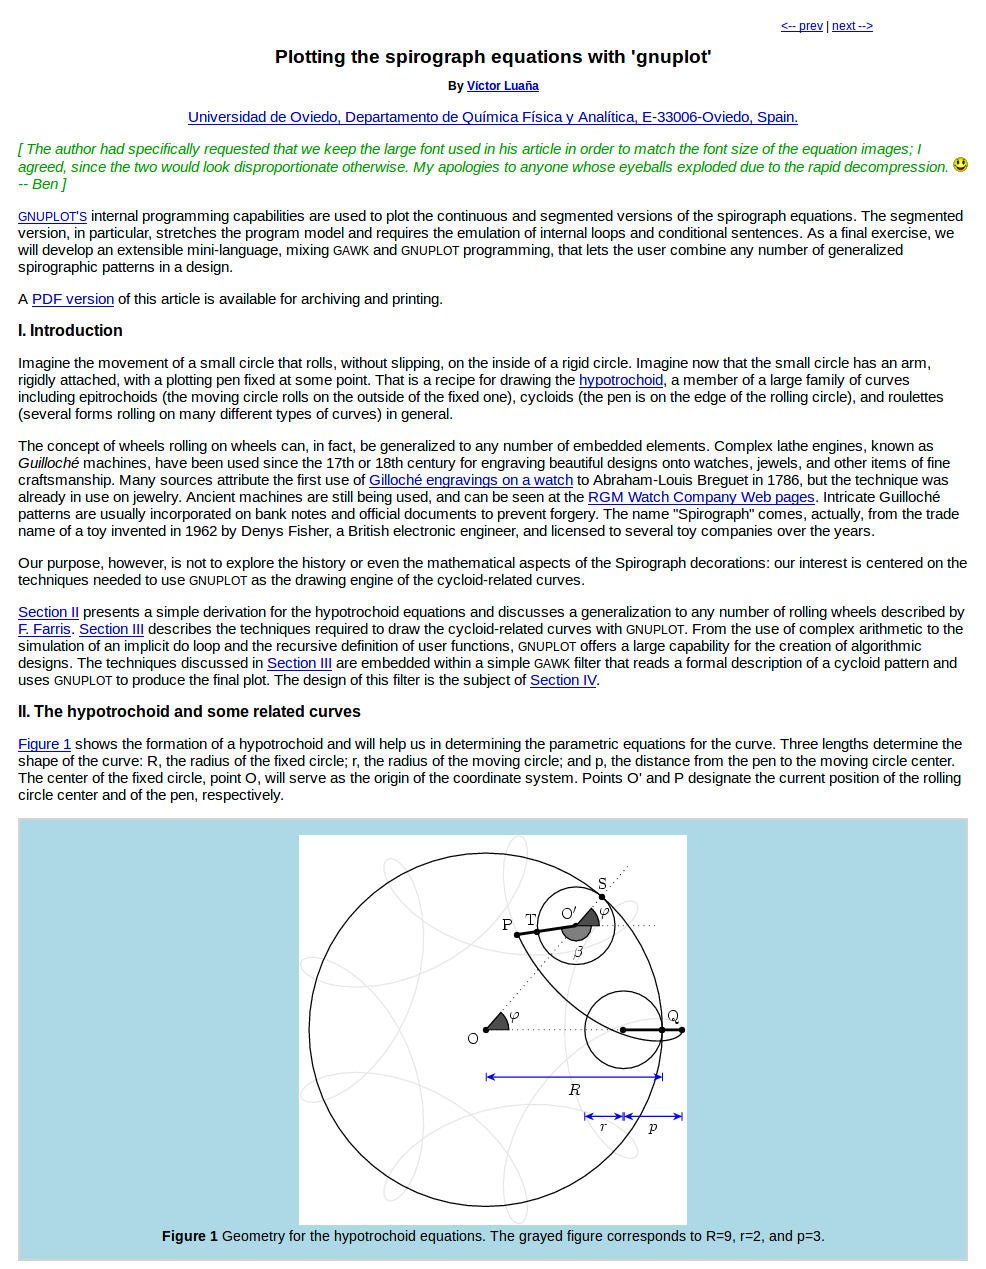 <-- prev | next -->
Plotting the spirograph equations with 'gnuplot'
By Víctor Luaña
Universidad de Oviedo, Departamento de Química Física y Analítica, E-33006-Oviedo, Spain.
[ The author had specifically requested that we keep the large font used in his article in order to match the font size of the equation images; I
agreed, since the two would look disproportionate otherwise. My apologies to anyone whose eyeballs exploded due to the rapid decompression.
-- Ben ]
GNUPLOT'S internal programming capabilities are used to plot the continuous and segmented versions of the spirograph equations. The segmented
version, in particular, stretches the program model and requires the emulation of internal loops and conditional sentences. As a final exercise, we
will develop an extensible mini-language, mixing GAWK and GNUPLOT programming, that lets the user combine any number of generalized
spirographic patterns in a design.
A PDF version of this article is available for archiving and printing.
I. Introduction
Imagine the movement of a small circle that rolls, without slipping, on the inside of a rigid circle. Imagine now that the small circle has an arm,
rigidly attached, with a plotting pen fixed at some point. That is a recipe for drawing the hypotrochoid, a member of a large family of curves
including epitrochoids (the moving circle rolls on the outside of the fixed one), cycloids (the pen is on the edge of the rolling circle), and roulettes
(several forms rolling on many different types of curves) in general.
The concept of wheels rolling on wheels can, in fact, be generalized to any number of embedded elements. Complex lathe engines, known as
Guilloché machines, have been used since the 17th or 18th century for engraving beautiful designs onto watches, jewels, and other items of fine
craftsmanship. Many sources attribute the first use of Gilloché engravings on a watch to Abraham-Louis Breguet in 1786, but the technique was
already in use on jewelry. Ancient machines are still being used, and can be seen at the RGM Watch Company Web pages. Intricate Guilloché
patterns are usually incorporated on bank notes and official documents to prevent forgery. The name "Spirograph" comes, actually, from the trade
name of a toy invented in 1962 by Denys Fisher, a British electronic engineer, and licensed to several toy companies over the years.
Our purpose, however, is not to explore the history or even the mathematical aspects of the Spirograph decorations: our interest is centered on the
techniques needed to use GNUPLOT as the drawing engine of the cycloid-related curves.
Section II presents a simple derivation for the hypotrochoid equations and discusses a generalization to any number of rolling wheels described by
F. Farris. Section III describes the techniques required to draw the cycloid-related curves with GNUPLOT. From the use of complex arithmetic to the
simulation of an implicit do loop and the recursive definition of user functions, GNUPLOT offers a large capability for the creation of algorithmic
designs. The techniques discussed in Section III are embedded within a simple GAWK filter that reads a formal description of a cycloid pattern and
uses GNUPLOT to produce the final plot. The design of this filter is the subject of Section IV.
II. The hypotrochoid and some related curves
Figure 1 shows the formation of a hypotrochoid and will help us in determining the parametric equations for the curve. Three lengths determine the
shape of the curve: R, the radius of the fixed circle; r, the radius of the moving circle; and p, the distance from the pen to the moving circle center.
The center of the fixed circle, point O, will serve as the origin of the coordinate system. Points O' and P designate the current position of the rolling
circle center and of the pen, respectively.
S
P T O′ φ
β
φ
Q
O
R
r p
Figure 1 Geometry for the hypotrochoid equations. The grayed figure corresponds to R=9, r=2, and p=3.